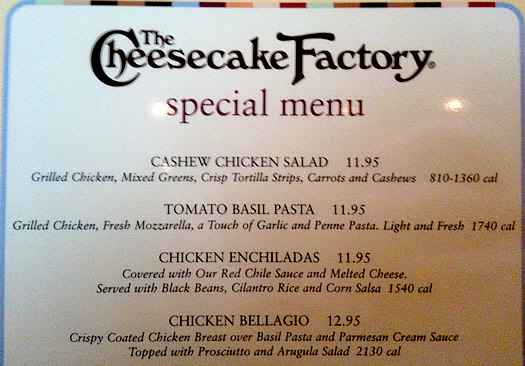 The
Cheesecake Factory®
special menu
CASHEW CHICKEN SALAD 11.95
Grilled Chicken, Mixed Greens, Crisp Tortilla Strips, Carrots and Cashews 810-1360 cal
TOMATO BASIL PASTA 11.95
Grilled Chicken, Fresh Mozzarella, a Touch of Garlic and Penne Pasta. Light and Fresh 1740 cal
CHICKEN ENCHILADAS 11.95
Covered with Our Red Chile Sauce and Melted Cheese.
Served with Black Beans, Cilantro Rice and Corn Salsa 1540 cal
CHICKEN BELLAGIO 12.95
Crispy Coated Chicken Breast over Basil Pasta and Parmesan Cream Sauce
Topped with Prosciutto and Arugula Salad 2130 cal